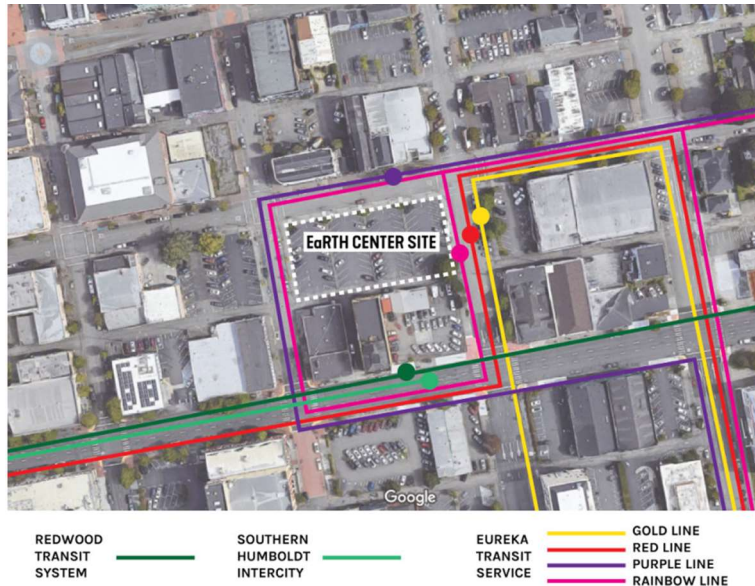 EaRTH CENTER SITE
Google
REDWOOD
TRANSIT
SYSTEM
SOUTHERN
HUMBOLDT
INTERCITY
EUREKA
TRANSIT
SERVICE
GOLD LINE
RED LINE
PURPLE LINE
RAINBOW LINE